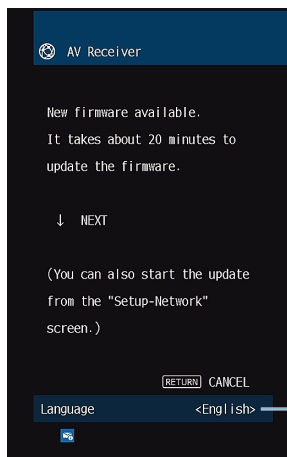 AV Receiver
New firmware available.
It takes about 20 minutes to
update the firmware.
↓ NEXT
(You can also start the update
from the "Setup-Network"
screen.)
RETURN CANCEL
Language <English>